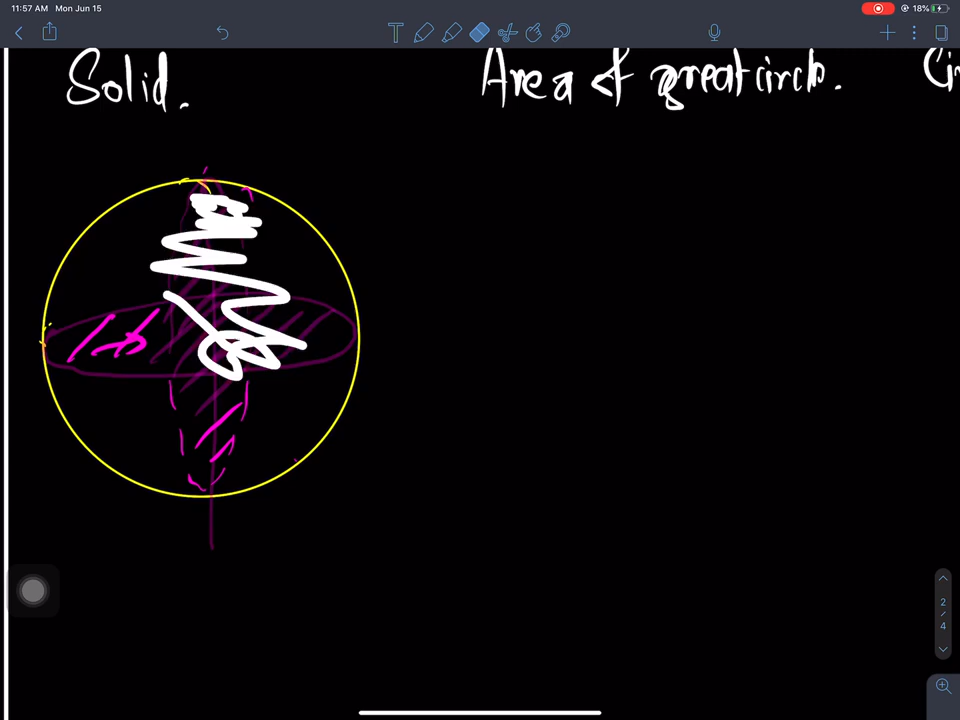 11:57 AM Mon Jun 15
18%
Solid.
Area of great circle.
2
4